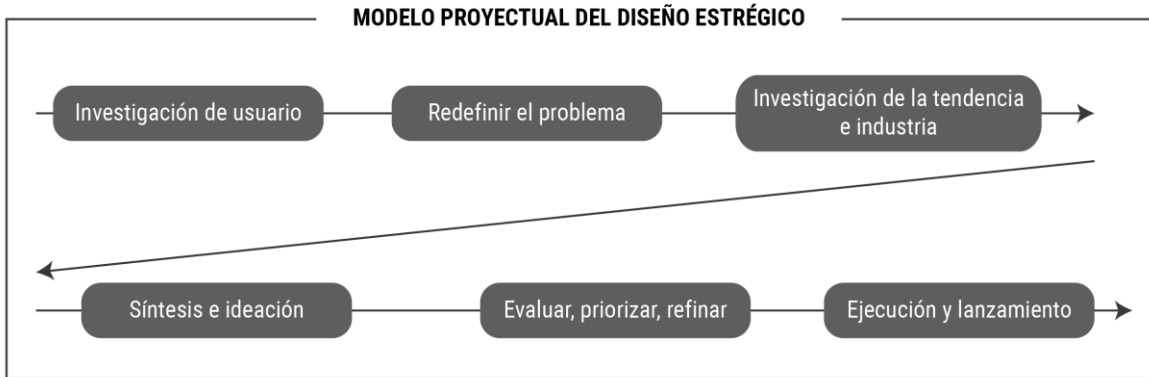 MODELO PROYECTUAL DEL DISEÑO ESTRÉGICO
Investigación de usuario
Redefinir el problema
Investigación de la tendencia
e industria
Síntesis e ideación
Evaluar, priorizar, refinar
Ejecución y lanzamiento